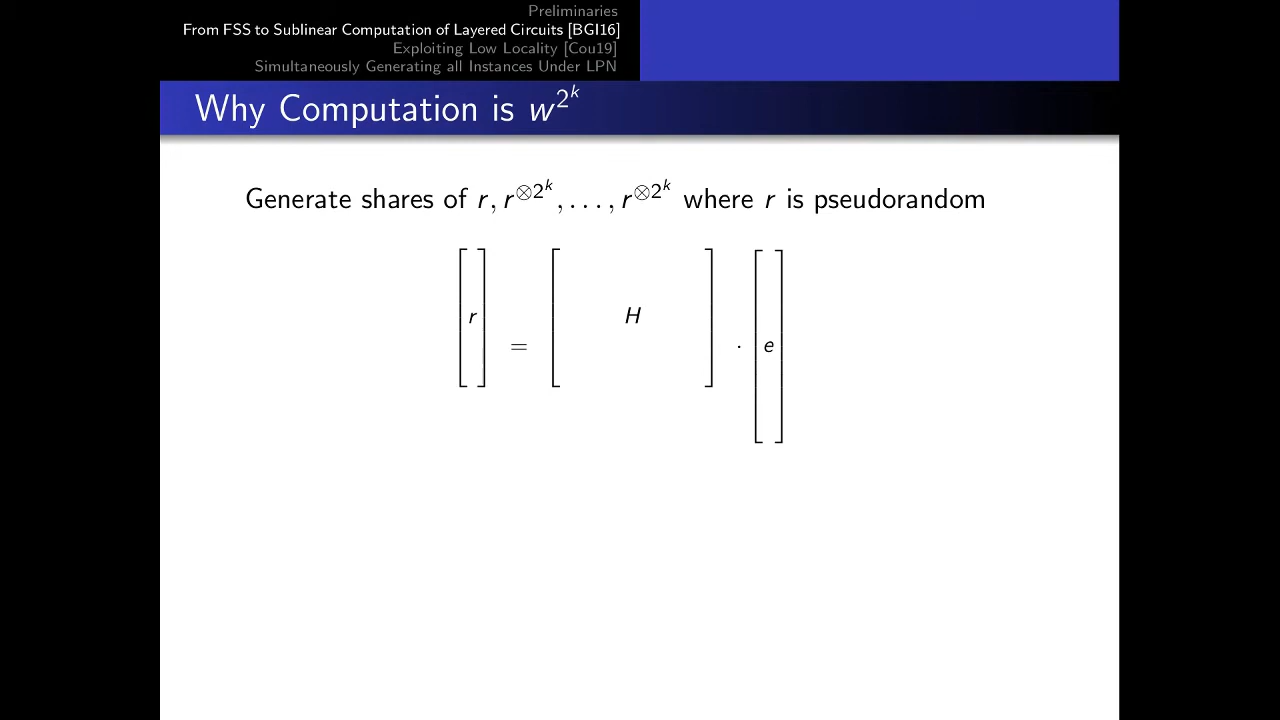 Preliminaries
From FSS to Sublinear Computation of Layered Circuits [BGI16]
Exploiting Low Locality [Cou19]
Simultaneously Generating all Instances Under LPN
Why Computation is w^{2^k}
Generate shares of r, r^{⊗2^k}, . . . , r^{⊗2^k} where r is pseudorandom
[r] = [H] · [e]